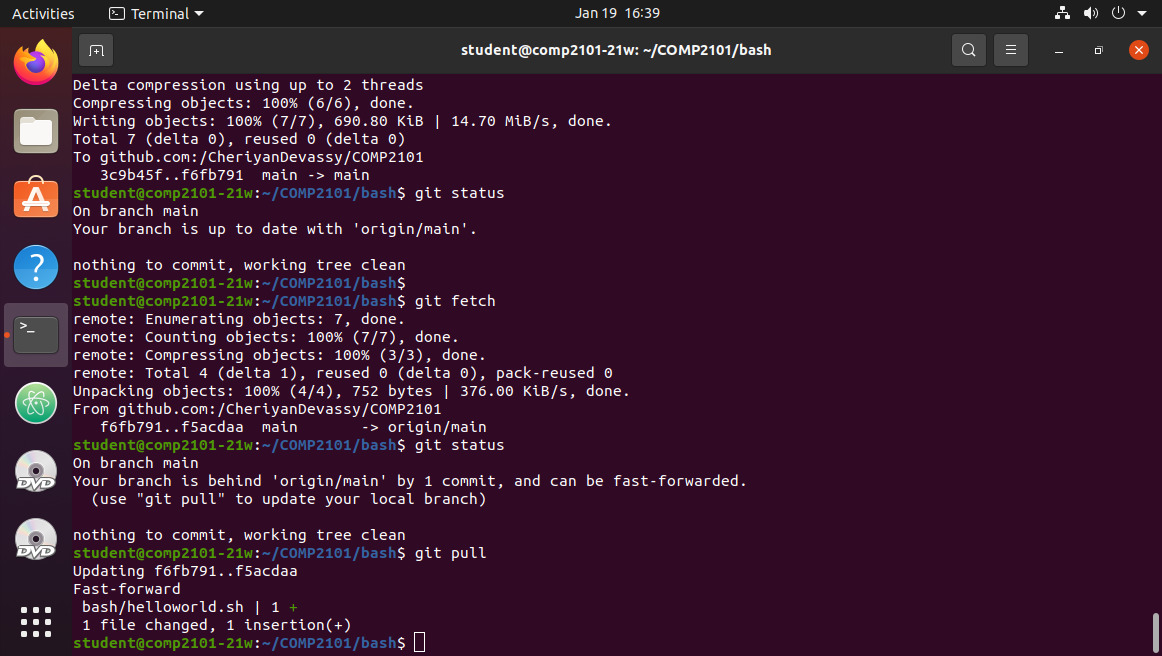 Activities Terminal Jan 19 16:39
student@comp2101-21w: ~/COMP2101/bash
Delta compression using up to 2 threads
Compressing objects: 100% (6/6), done.
Writing objects: 100% (7/7), 690.80 KiB | 14.70 MiB/s, done.
Total 7 (delta 0), reused 0 (delta 0)
To github.com:/CheriyanDevassy/COMP2101
   3c9b45f..f6fb791  main -> main
student@comp2101-21w:~/COMP2101/bash$ git status
On branch main
Your branch is up to date with 'origin/main'.

nothing to commit, working tree clean
student@comp2101-21w:~/COMP2101/bash$
student@comp2101-21w:~/COMP2101/bash$ git fetch
remote: Enumerating objects: 7, done.
remote: Counting objects: 100% (7/7), done.
remote: Compressing objects: 100% (3/3), done.
remote: Total 4 (delta 1), reused 0 (delta 0), pack-reused 0
Unpacking objects: 100% (4/4), 752 bytes | 376.00 KiB/s, done.
From github.com:/CheriyanDevassy/COMP2101
   f6fb791..f5acdaa  main       -> origin/main
student@comp2101-21w:~/COMP2101/bash$ git status
On branch main
Your branch is behind 'origin/main' by 1 commit, and can be fast-forwarded.
  (use "git pull" to update your local branch)

nothing to commit, working tree clean
student@comp2101-21w:~/COMP2101/bash$ git pull
Updating f6fb791..f5acdaa
Fast-forward
 bash/helloworld.sh | 1 +
 1 file changed, 1 insertion(+)
student@comp2101-21w:~/COMP2101/bash$
>_
?
DVD
DVD